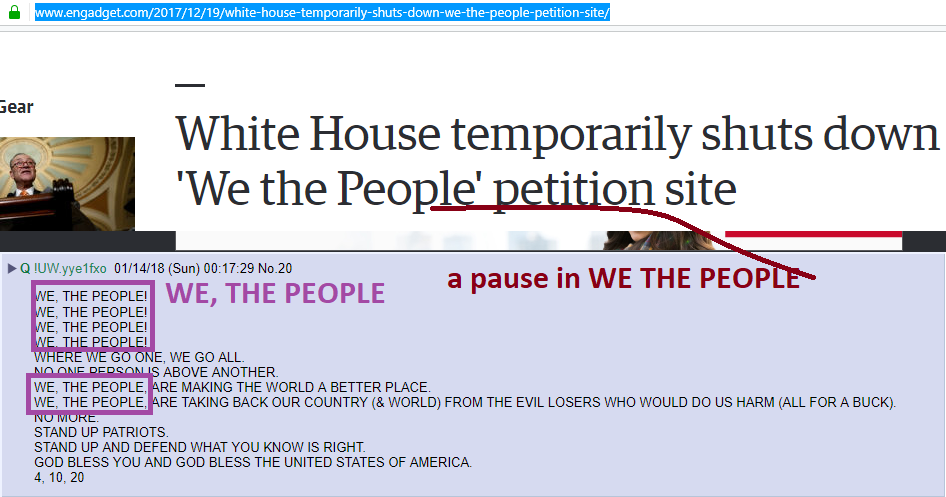 www.engadget.com/2017/12/19/white-house-temporarily-shuts-down-we-the-people-petition-site/
Gear
White House temporarily shuts down
'We the People' petition site
a pause in WE THE PEOPLE
Q !UW.yye1fxo 01/14/18 (Sun) 00:17:29 No.20
WE, THE PEOPLE
WE, THE PEOPLE!
WE, THE PEOPLE!
WE, THE PEOPLE!
WE, THE PEOPLE!
WHERE WE GO ONE, WE GO ALL.
NO ONE PERSON IS ABOVE ANOTHER.
WE, THE PEOPLE, ARE MAKING THE WORLD A BETTER PLACE.
WE, THE PEOPLE, ARE TAKING BACK OUR COUNTRY (& WORLD) FROM THE EVIL LOSERS WHO WOULD DO US HARM (ALL FOR A BUCK).
NO MORE.
STAND UP PATRIOTS.
STAND UP AND DEFEND WHAT YOU KNOW IS RIGHT.
GOD BLESS YOU AND GOD BLESS THE UNITED STATES OF AMERICA.
4, 10, 20